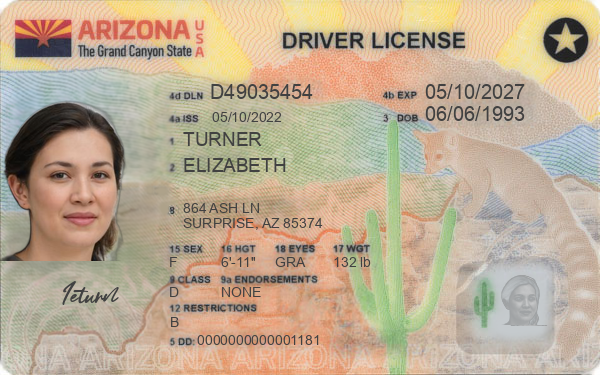 ARIZONA USA
The Grand Canyon State
DRIVER LICENSE
4d DLN D49035454
4b EXP 05/10/2027
4a ISS 05/10/2022
3 DOB 06/06/1993
1 TURNER
2 ELIZABETH
8 864 ASH LN
SURPRISE, AZ 85374
15 SEX 16 HGT 18 EYES 17 WGT
F 6'-11" GRA 132 lb
9 CLASS 9a ENDORSEMENTS
D NONE
12 RESTRICTIONS
B
5 DD: 0000000000001181
ARIZONA ARIZONA ARIZONA ARIZONA